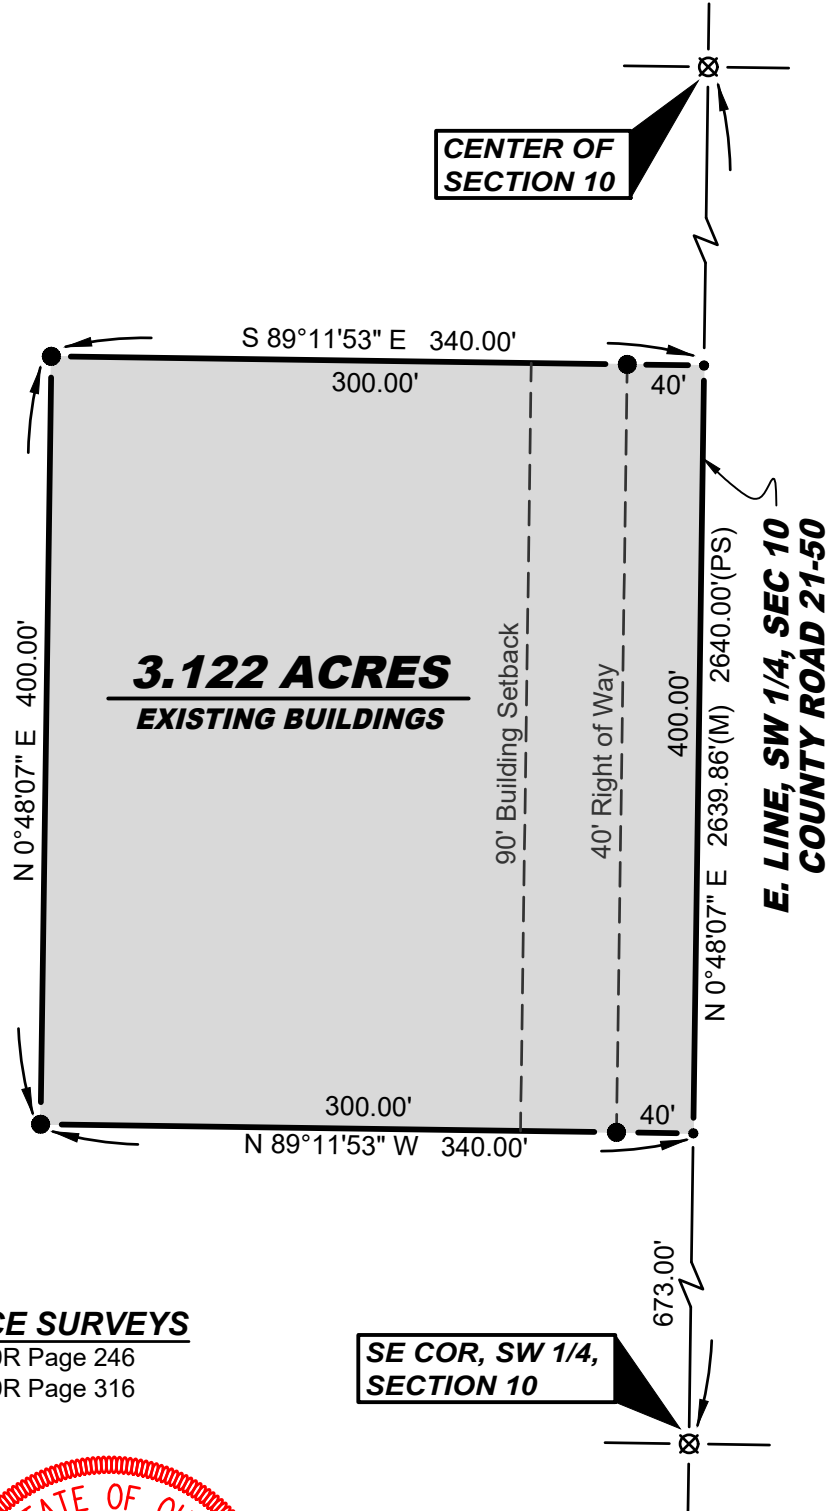 CENTER OF
SECTION 10
S 89°11'53" E 340.00'
300.00'
40'
N 0°48'07" E 400.00'
3.122 ACRES
EXISTING BUILDINGS
90' Building Setback
40' Right of Way
400.00'
N 0°48'07" E 2639.86'(M) 2640.00'(PS)
E. LINE, SW 1/4, SEC 10
COUNTY ROAD 21-50
300.00'
40'
N 89°11'53" W 340.00'
673.00'
CE SURVEYS
R Page 246
R Page 316
SE COR, SW 1/4,
SECTION 10
OF